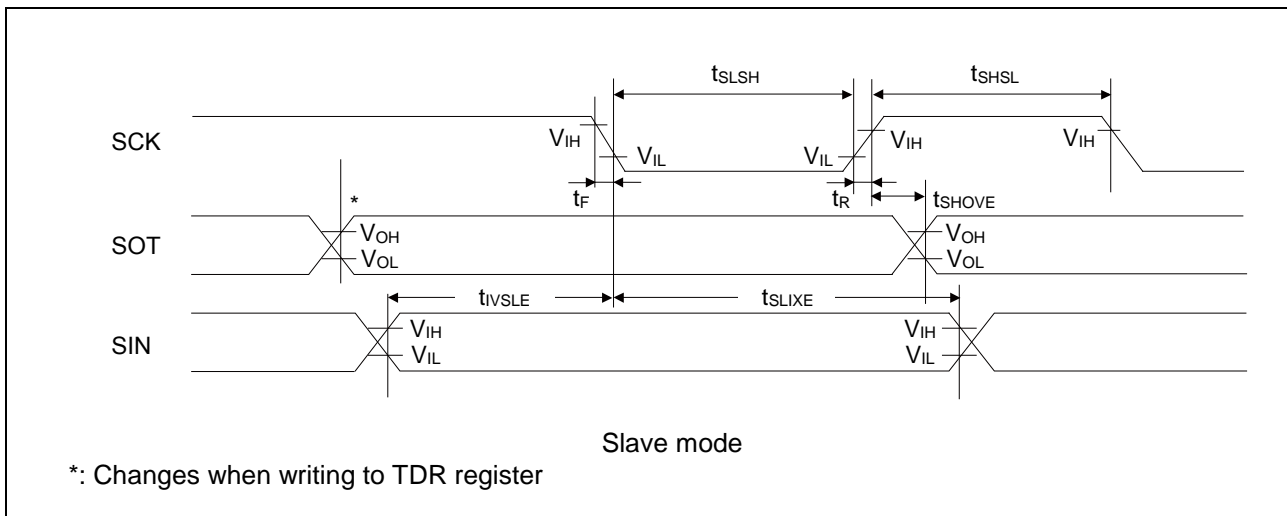 tSLSH tSHSL
SCK VIH VIL VIL VIH VIH
tF tR tSHOVE
*
SOT VOH VOH
VOL VOL
tIVSLE tSLIXE
SIN VIH VIH
VIL VIL
Slave mode
*: Changes when writing to TDR register